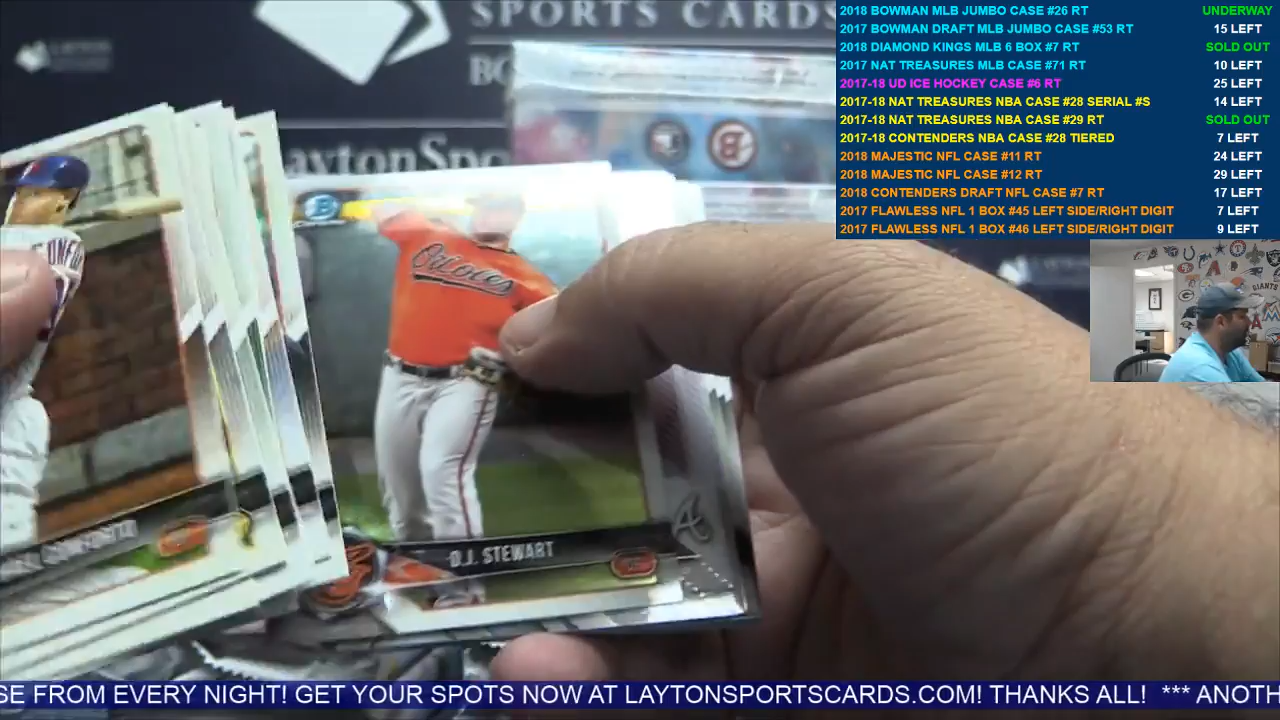 SPORTS CARDS
2018 BOWMAN MLB JUMBO CASE #26 RT UNDERWAY
2017 BOWMAN DRAFT MLB JUMBO CASE #53 RT 15 LEFT
2018 DIAMOND KINGS MLB 6 BOX #7 RT SOLD OUT
2017 NAT TREASURES MLB CASE #71 RT 10 LEFT
2017-18 UD ICE HOCKEY CASE #6 RT 25 LEFT
2017-18 NAT TREASURES NBA CASE #28 SERIAL #S 14 LEFT
2017-18 NAT TREASURES NBA CASE #29 RT SOLD OUT
2017-18 CONTENDERS NBA CASE #28 TIERED 7 LEFT
2018 MAJESTIC NFL CASE #11 RT 24 LEFT
2018 MAJESTIC NFL CASE #12 RT 29 LEFT
2018 CONTENDERS DRAFT NFL CASE #7 RT 17 LEFT
2017 FLAWLESS NFL 1 BOX #45 LEFT SIDE/RIGHT DIGIT 7 LEFT
2017 FLAWLESS NFL 1 BOX #46 LEFT SIDE/RIGHT DIGIT 9 LEFT
LaytonSpo
GIANTS
Orioles
D.J. STEWART
SE FROM EVERY NIGHT! GET YOUR SPOTS NOW AT LAYTONSPORTSCARDS.COM! THANKS ALL! *** ANOTH